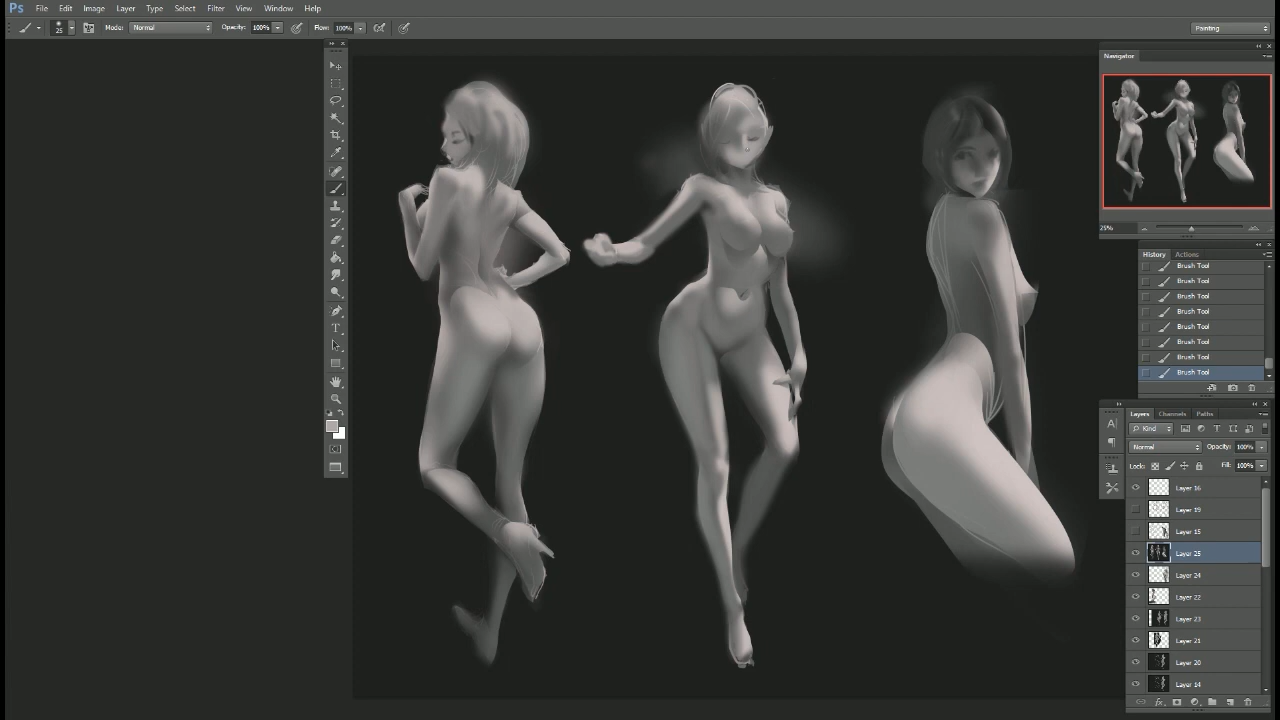 Ps File Edit Image Layer Type Select Filter View Window Help
25 Mode: Normal Opacity: 100% Flow: 100% Painting
Navigator
25%
History Actions
Brush Tool
Brush Tool
Brush Tool
Brush Tool
Brush Tool
Brush Tool
Brush Tool
Brush Tool
Layers Channels Paths
Kind
Normal Opacity: 100%
Lock: Fill: 100%
Layer 16
Layer 19
Layer 15
Layer 25
Layer 24
Layer 22
Layer 23
Layer 21
Layer 20
Layer 14